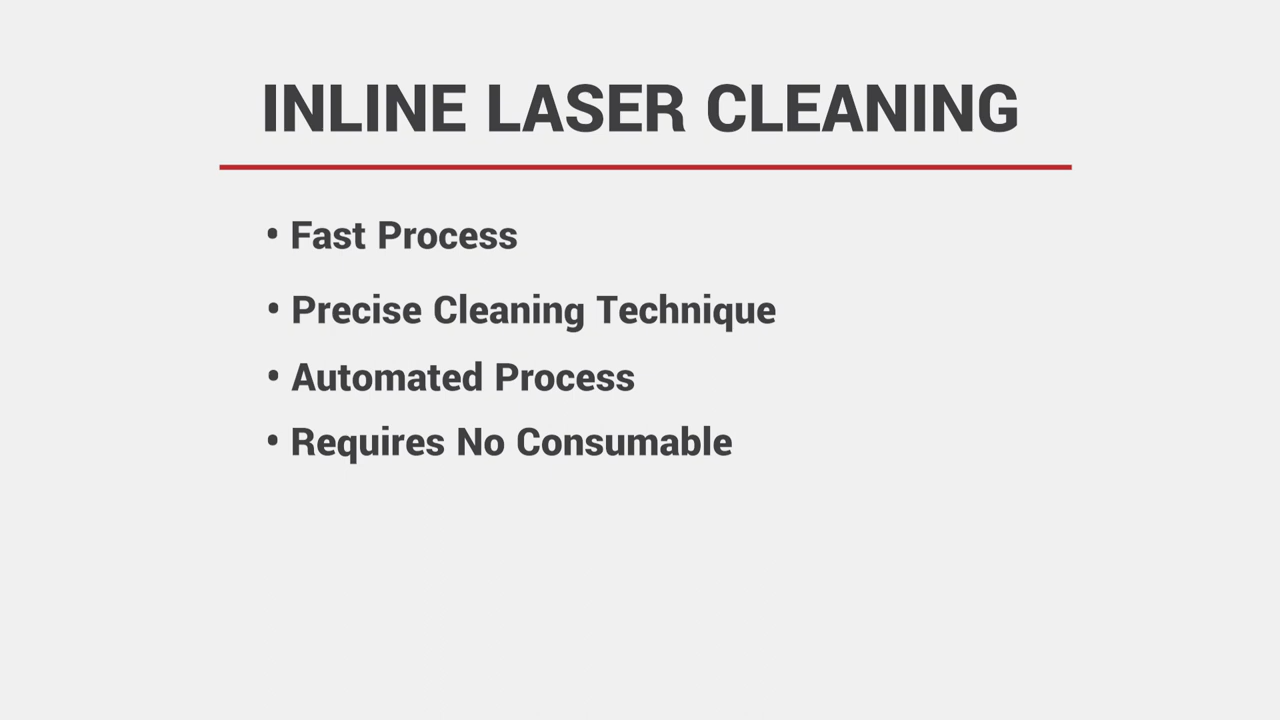 INLINE LASER CLEANING
• Fast Process
• Precise Cleaning Technique
• Automated Process
• Requires No Consumable